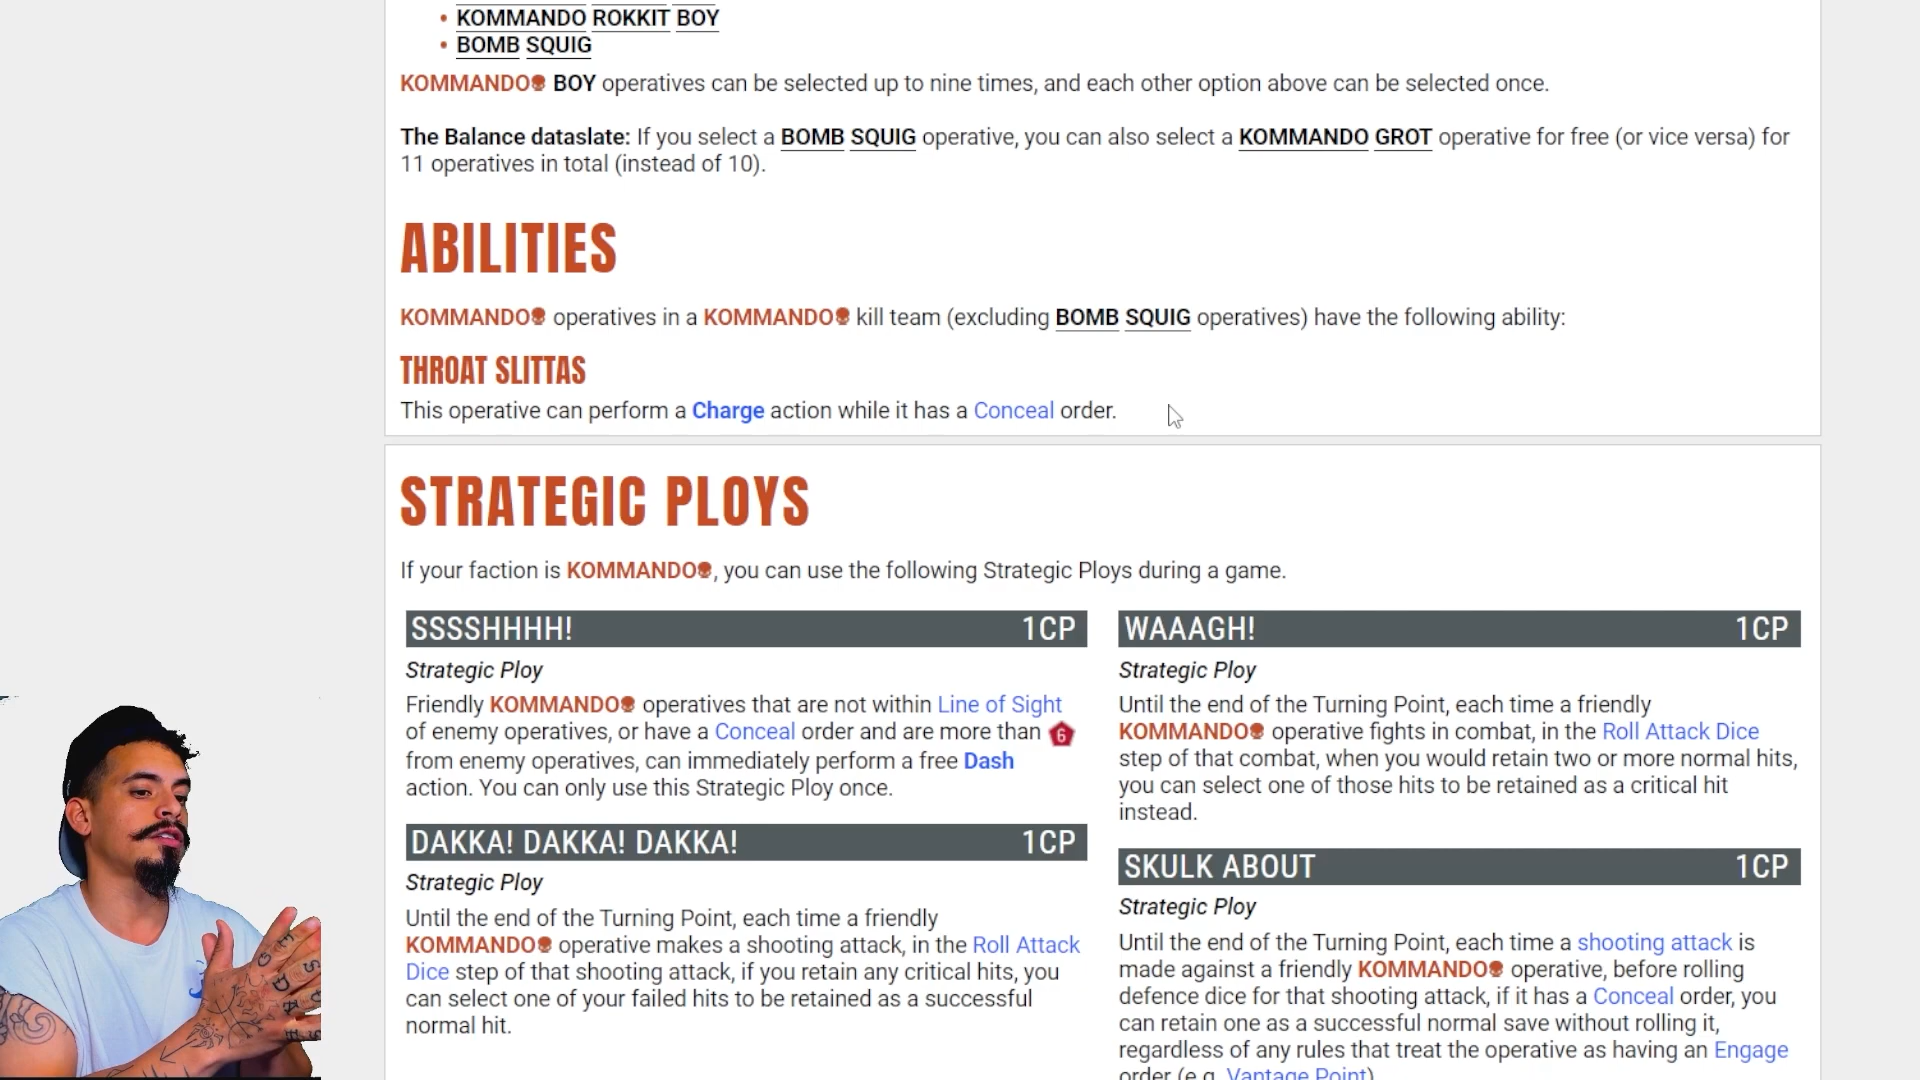 • KOMMANDO ROKKIT BOY
• BOMB SQUIG
KOMMANDO BOY operatives can be selected up to nine times, and each other option above can be selected once.
The Balance dataslate: If you select a BOMB SQUIG operative, you can also select a KOMMANDO GROT operative for free (or vice versa) for
11 operatives in total (instead of 10).
ABILITIES
KOMMANDO operatives in a KOMMANDO kill team (excluding BOMB SQUIG operatives) have the following ability:
THROAT SLITTAS
This operative can perform a Charge action while it has a Conceal order.
STRATEGIC PLOYS
If your faction is KOMMANDO, you can use the following Strategic Ploys during a game.
SSSSHHHH! 1CP
Strategic Ploy
Friendly KOMMANDO operatives that are not within Line of Sight
of enemy operatives, or have a Conceal order and are more than 6
from enemy operatives, can immediately perform a free Dash
action. You can only use this Strategic Ploy once.
DAKKA! DAKKA! DAKKA! 1CP
Strategic Ploy
Until the end of the Turning Point, each time a friendly
KOMMANDO operative makes a shooting attack, in the Roll Attack
Dice step of that shooting attack, if you retain any critical hits, you
can select one of your failed hits to be retained as a successful
normal hit.
WAAAGH! 1CP
Strategic Ploy
Until the end of the Turning Point, each time a friendly
KOMMANDO operative fights in combat, in the Roll Attack Dice
step of that combat, when you would retain two or more normal hits,
you can select one of those hits to be retained as a critical hit
instead.
SKULK ABOUT 1CP
Strategic Ploy
Until the end of the Turning Point, each time a shooting attack is
made against a friendly KOMMANDO operative, before rolling
defence dice for that shooting attack, if it has a Conceal order, you
can retain one as a successful normal save without rolling it,
regardless of any rules that treat the operative as having an Engage
order (e.g. Vantage Point)